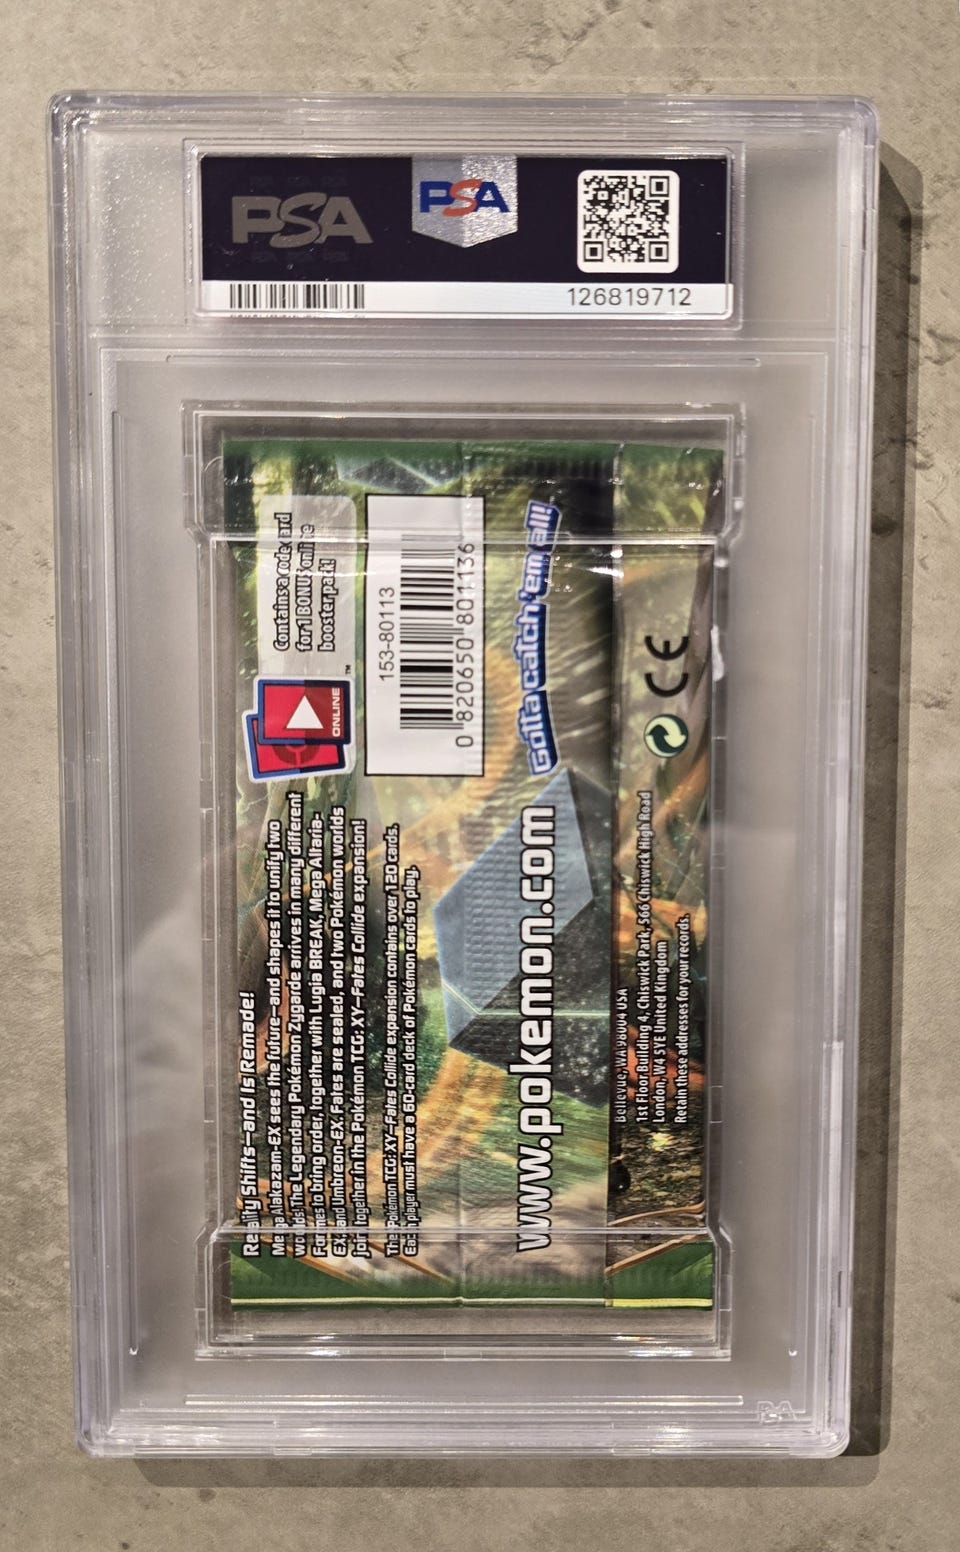 PSA
PSA
126819712
Contains a code card
for 1 BONUS online
booster pack!
ONLINE
™
153-80113
0 820650 801136
Gotta catch 'em all!
Reality Shifts—and Is Remade!
Mega Alakazam-EX sees the future—and shapes it to unify two
worlds! The Legendary Pokémon Zygarde arrives in many different
Formes to bring order, together with Lugia BREAK, Mega Altaria-
EX, and Umbreon-EX. Fates are sealed, and two Pokémon worlds
join together in the Pokémon TCG: XY—Fates Collide expansion!
The Pokémon TCG: XY—Fates Collide expansion contains over 120 cards.
Each player must have a 60-card deck of Pokémon cards to play.
www.pokemon.com
CE
Bellevue, WA 98004 USA
1st Floor Building 4, Chiswick Park, 566 Chiswick High Road
London, W4 5YE United Kingdom
Retain these addresses for your records.
PSA